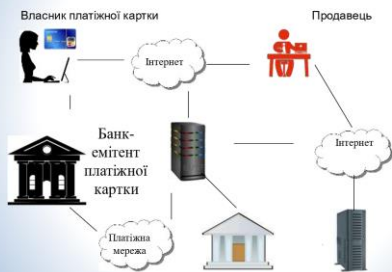 Власник платіжної картки
Продавець
Інтернет
Банк-
емітент
платіжної
картки
Інтернет
Платіжна
мережа